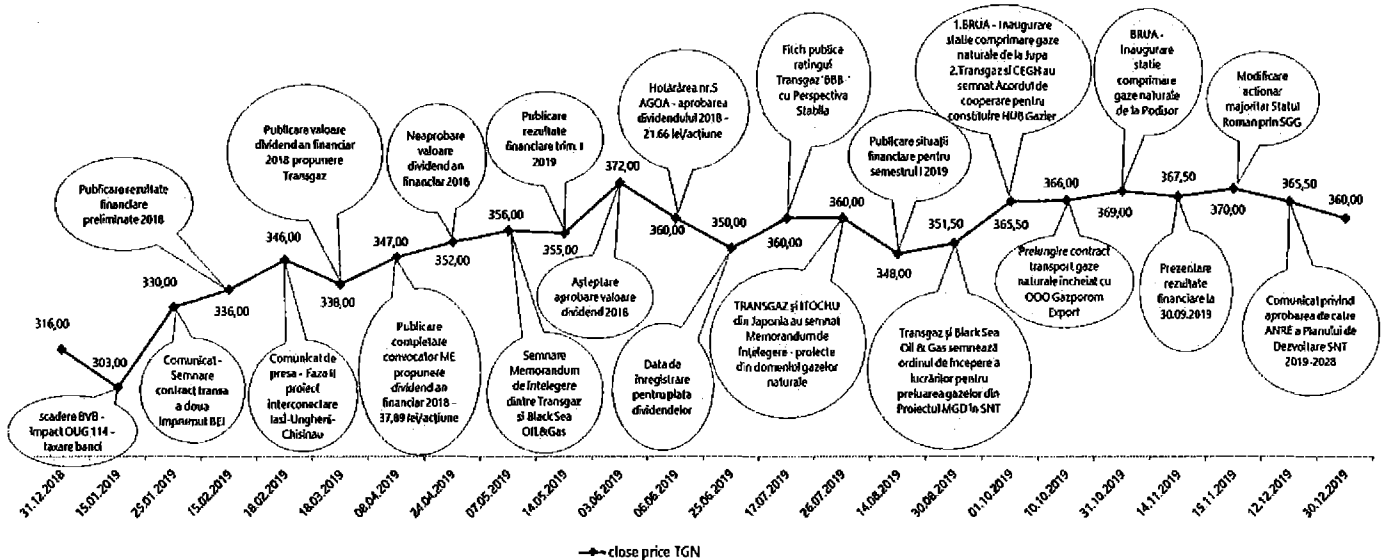 1.BRUA - Inaugurare
statie comprimare gaze
naturale de la Jupa
2.Transgaz si CEGH au
semnat Acordul de
cooperare pentru
constituire HUB Gazier
BRUA -
Inaugurare
statie
comprimare
gaze naturale
de la Podisor
Fitch publica
ratingul
Transgaz 'BBB-'
cu Perspectiva
Stabila
Modificare
actionar
majoritar Statul
Roman prin SGG
Hotărârea nr.5
AGOA - aprobarea
dividendului 2018 -
21.66 lei/acțiune
Publicare valoare
dividend an financiar
2018 propunere
Transgaz
Neaprobare
valoare
dividend an
financiar 2018
Publicare
rezultate
financiare trim. I
2019
Publicare situații
financiare pentru
semestrul I 2019
Publicare rezultate
financiare
preliminate 2018
316,00
303,00
330,00
336,00
346,00
338,00
347,00
352,00
356,00
355,00
372,00
360,00
350,00
360,00
360,00
348,00
351,50
365,50
366,00
369,00
367,50
370,00
365,50
360,00
scadere BVB -
impact OUG 114 -
taxare banci
Comunicat -
Semnare
contract transa
a doua
imprumut BEI
Comunicat de
presa - Faza II
proiect
interconectare
Iasi-Ungheni-
Chisinau
Publicare
completare
convocator ME
propunere
dividend an
financiar 2018 -
37,89 lei/acțiune
Semnare
Memorandum
de Intelegere
dintre Transgaz
si Black Sea
OIL&Gas
Așteptare
aprobare valoare
dividend 2018
Data de
înregistrare
pentru plata
dividendelor
TRANSGAZ și ITOCHU
din Japonia au semnat
Memorandum de
Înțelegere - proiecte
din domeniul gazelor
naturale
Transgaz și Black Sea
Oil & Gas semnează
ordinul de începere a
lucrărilor pentru
preluarea gazelor din
Proiectul MGD în SNT
Prelungire contract
transport gaze
naturale incheiat cu
OOO Gazporom
Export
Prezentare
rezultate
financiare la
30.09.2019
Comunicat privind
aprobarea de catre
ANRE a Planului de
Dezvoltare SNT
2019-2028
31.12.2018
15.01.2019
25.01.2019
15.02.2019
18.02.2019
18.03.2019
08.04.2019
24.04.2019
07.05.2019
14.05.2019
03.06.2019
06.06.2019
25.06.2019
17.07.2019
26.07.2019
14.08.2019
30.08.2019
01.10.2019
10.10.2019
31.10.2019
14.11.2019
15.11.2019
12.12.2019
30.12.2019
close price TGN